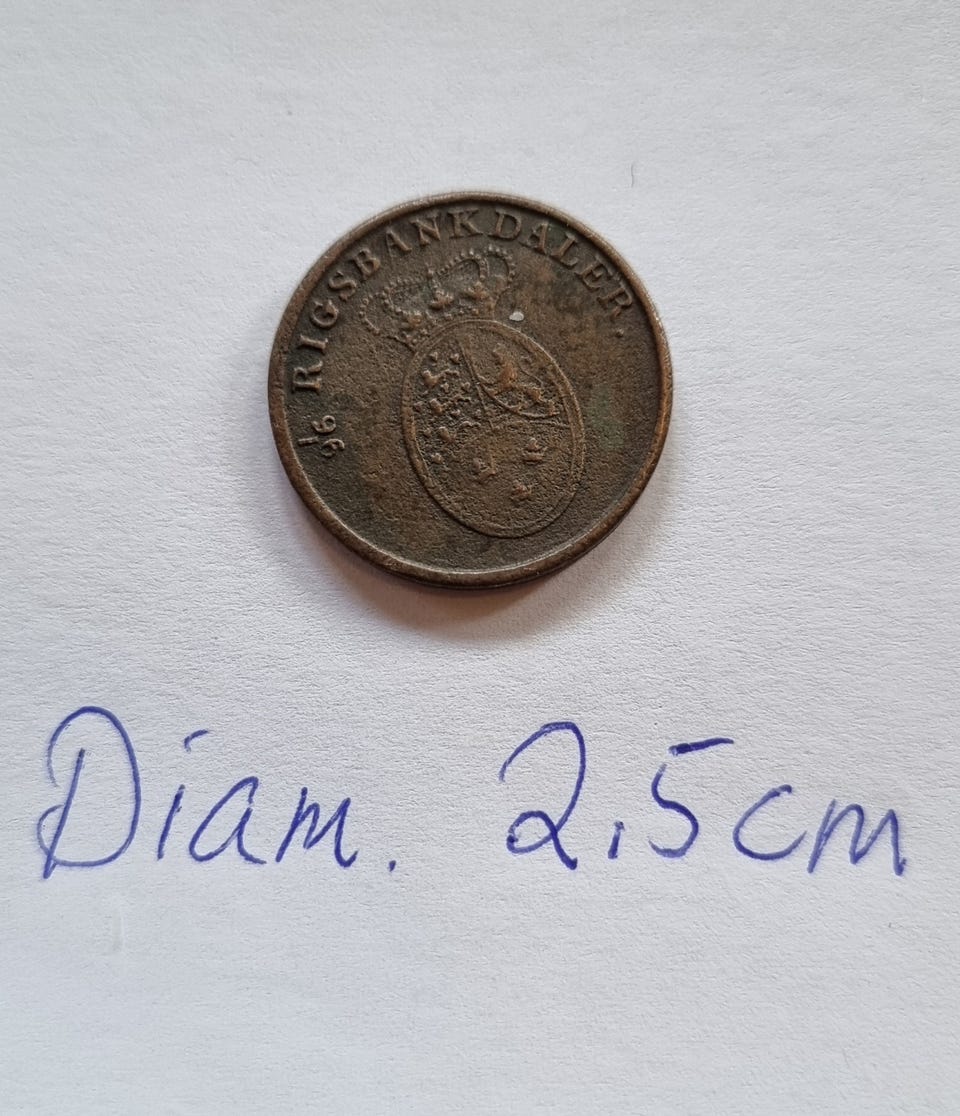 1/96 RIGSBANKDALER.
Diam. 2,5cm